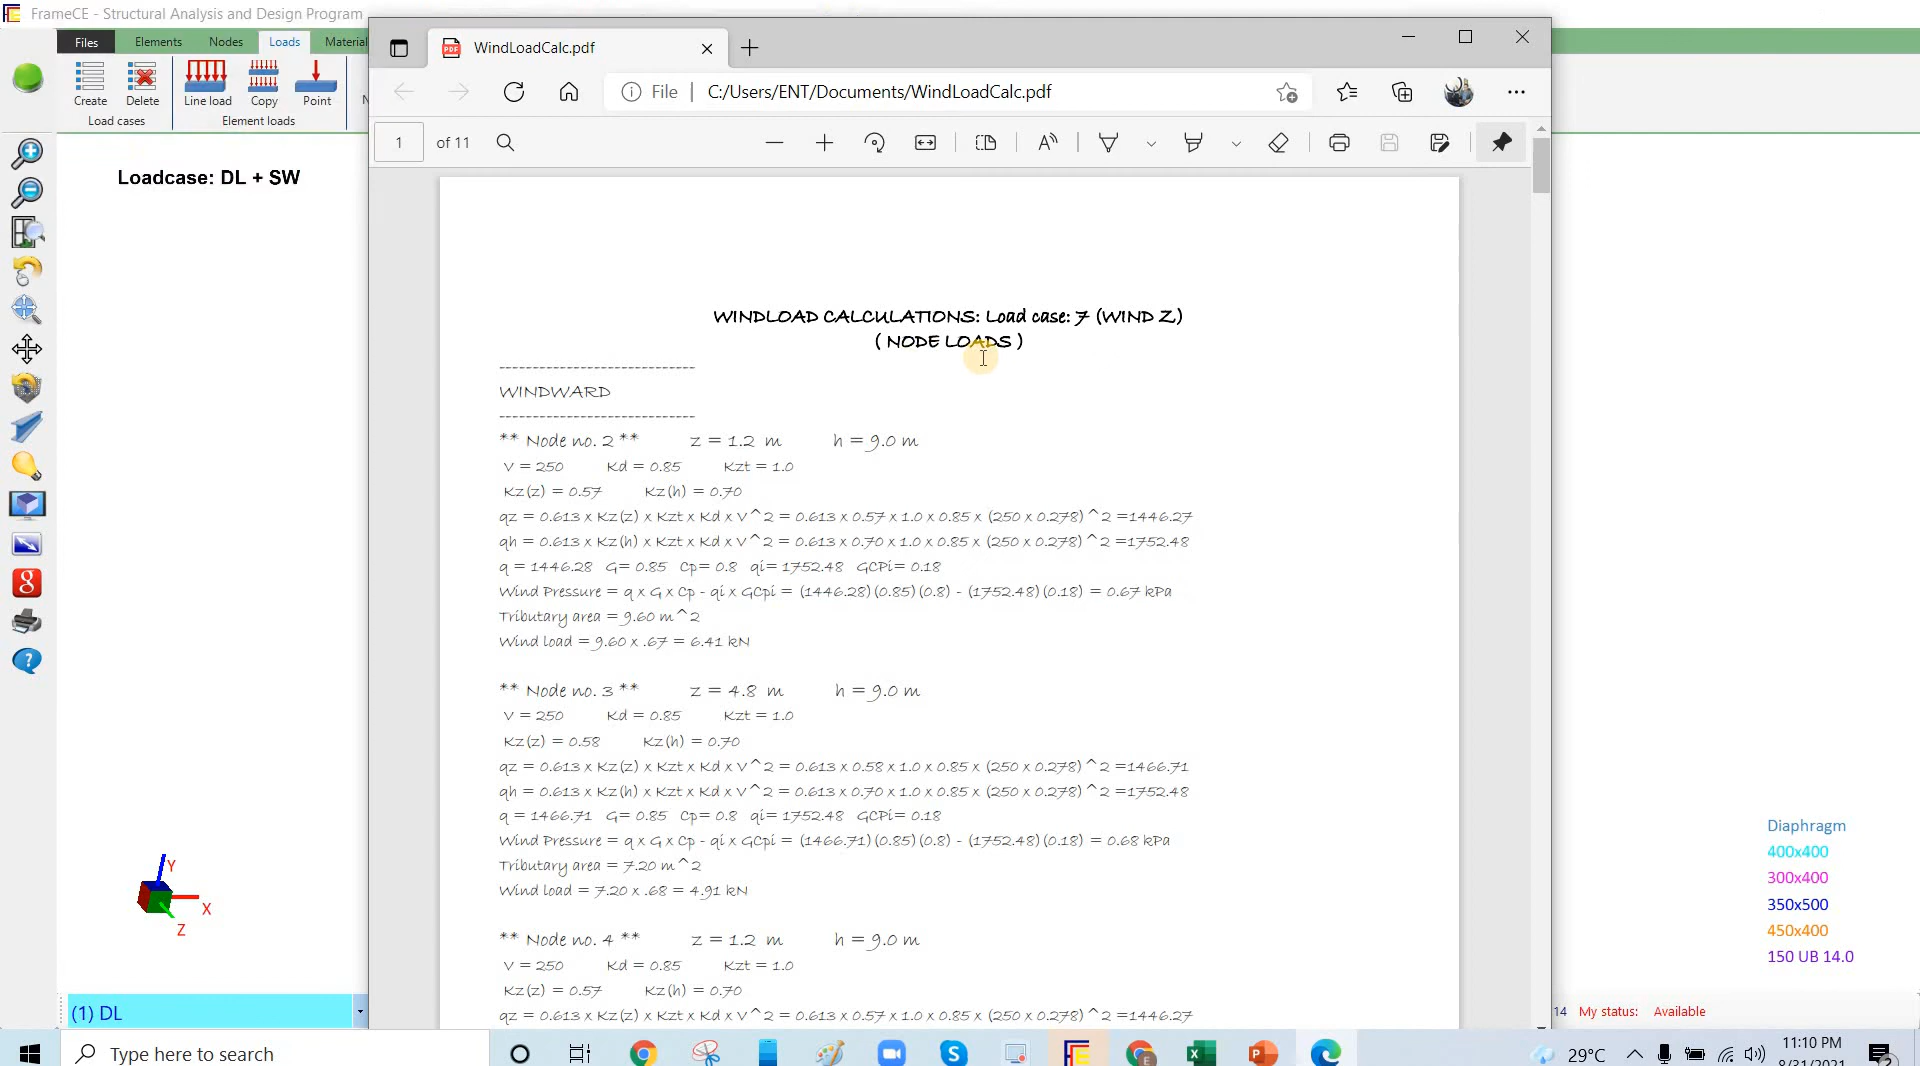 FrameCE - Structural Analysis and Design Program
Files Elements Nodes Loads Material
Create Delete Line load Copy Point N
Load cases Element loads
WindLoadCalc.pdf
File C:/Users/ENT/Documents/WindLoadCalc.pdf
1 of 11
Loadcase: DL + SW
WINDLOAD CALCULATIONS: Load case: 7 (WIND Z)
( NODE LOADS )
-----------------------------
WINDWARD
-----------------------------
** Node no. 2 ** z = 1.2 m h = 9.0 m
V = 250 Kd = 0.85 Kzt = 1.0
Kz(z) = 0.57 Kz(h) = 0.70
qz = 0.613 x Kz(z) x Kzt x Kd x V^2 = 0.613 x 0.57 x 1.0 x 0.85 x (250 x 0.278)^2 =1446.27
qh = 0.613 x Kz(h) x Kzt x Kd x V^2 = 0.613 x 0.70 x 1.0 x 0.85 x (250 x 0.278)^2 =1752.48
q = 1446.28 G= 0.85 Cp= 0.8 qi= 1752.48 GCPi= 0.18
Wind Pressure = q x G x Cp - qi x GCpi = (1446.28)(0.85)(0.8) - (1752.48)(0.18) = 0.67 kPa
Tributary area = 9.60 m^2
Wind load = 9.60 x .67 = 6.41 kN
** Node no. 3 ** z = 4.8 m h = 9.0 m
V = 250 Kd = 0.85 Kzt = 1.0
Kz(z) = 0.58 Kz(h) = 0.70
qz = 0.613 x Kz(z) x Kzt x Kd x V^2 = 0.613 x 0.58 x 1.0 x 0.85 x (250 x 0.278)^2 =1466.71
qh = 0.613 x Kz(h) x Kzt x Kd x V^2 = 0.613 x 0.70 x 1.0 x 0.85 x (250 x 0.278)^2 =1752.48
q = 1466.71 G= 0.85 Cp= 0.8 qi= 1752.48 GCPi= 0.18
Wind Pressure = q x G x Cp - qi x GCpi = (1466.71)(0.85)(0.8) - (1752.48)(0.18) = 0.68 kPa
Tributary area = 7.20 m^2
Wind load = 7.20 x .68 = 4.91 kN
** Node no. 4 ** z = 1.2 m h = 9.0 m
V = 250 Kd = 0.85 Kzt = 1.0
Kz(z) = 0.57 Kz(h) = 0.70
qz = 0.613 x Kz(z) x Kzt x Kd x V^2 = 0.613 x 0.57 x 1.0 x 0.85 x (250 x 0.278)^2 =1446.27
Y
X
Z
Diaphragm
400x400
300x400
350x500
450x400
150 UB 14.0
(1) DL
14 My status: Available
Type here to search
29°C
11:10 PM
8/31/2021